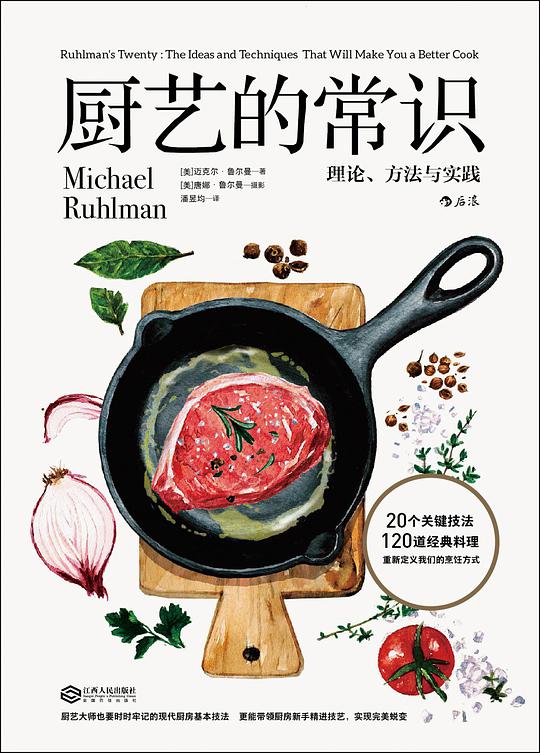 Ruhlman's Twenty : The Ideas and Techniques That Will Make You a Better Cook
厨艺的常识
理论、方法与实践
Michael
Ruhlman
[美]迈克尔·鲁尔曼—著
[美]唐娜·鲁尔曼—摄影
潘昱均—译
后浪
20个关键技法
120道经典料理
重新定义我们的烹饪方式
江西人民出版社
厨艺大师也要时时牢记的现代厨房基本技法 更能带领厨房新手精进技艺，实现完美蜕变